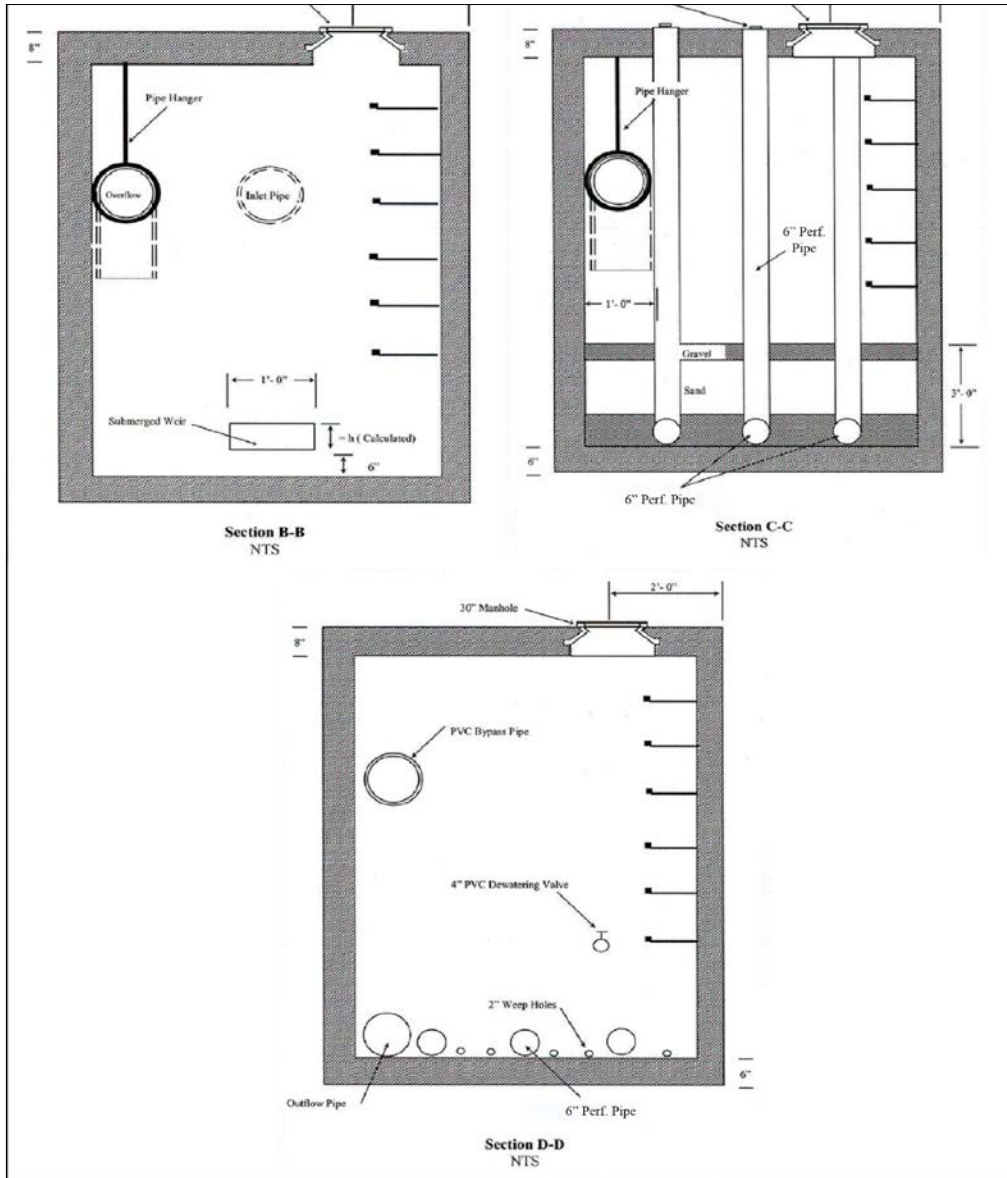 8"
Pipe Hanger
Overflow
Inlet Pipe
1'- 0"
Submerged Weir
= h ( Calculated)
6"
Section B-B
NTS
8"
Pipe Hanger
6" Perf.
Pipe
1'- 0"
Gravel
Sand
3'- 0"
6"
6" Perf. Pipe
Section C-C
NTS
2'- 0"
30" Manhole
8"
PVC Bypass Pipe
4" PVC Dewatering Valve
2" Weep Holes
6"
Outflow Pipe
6" Perf. Pipe
Section D-D
NTS